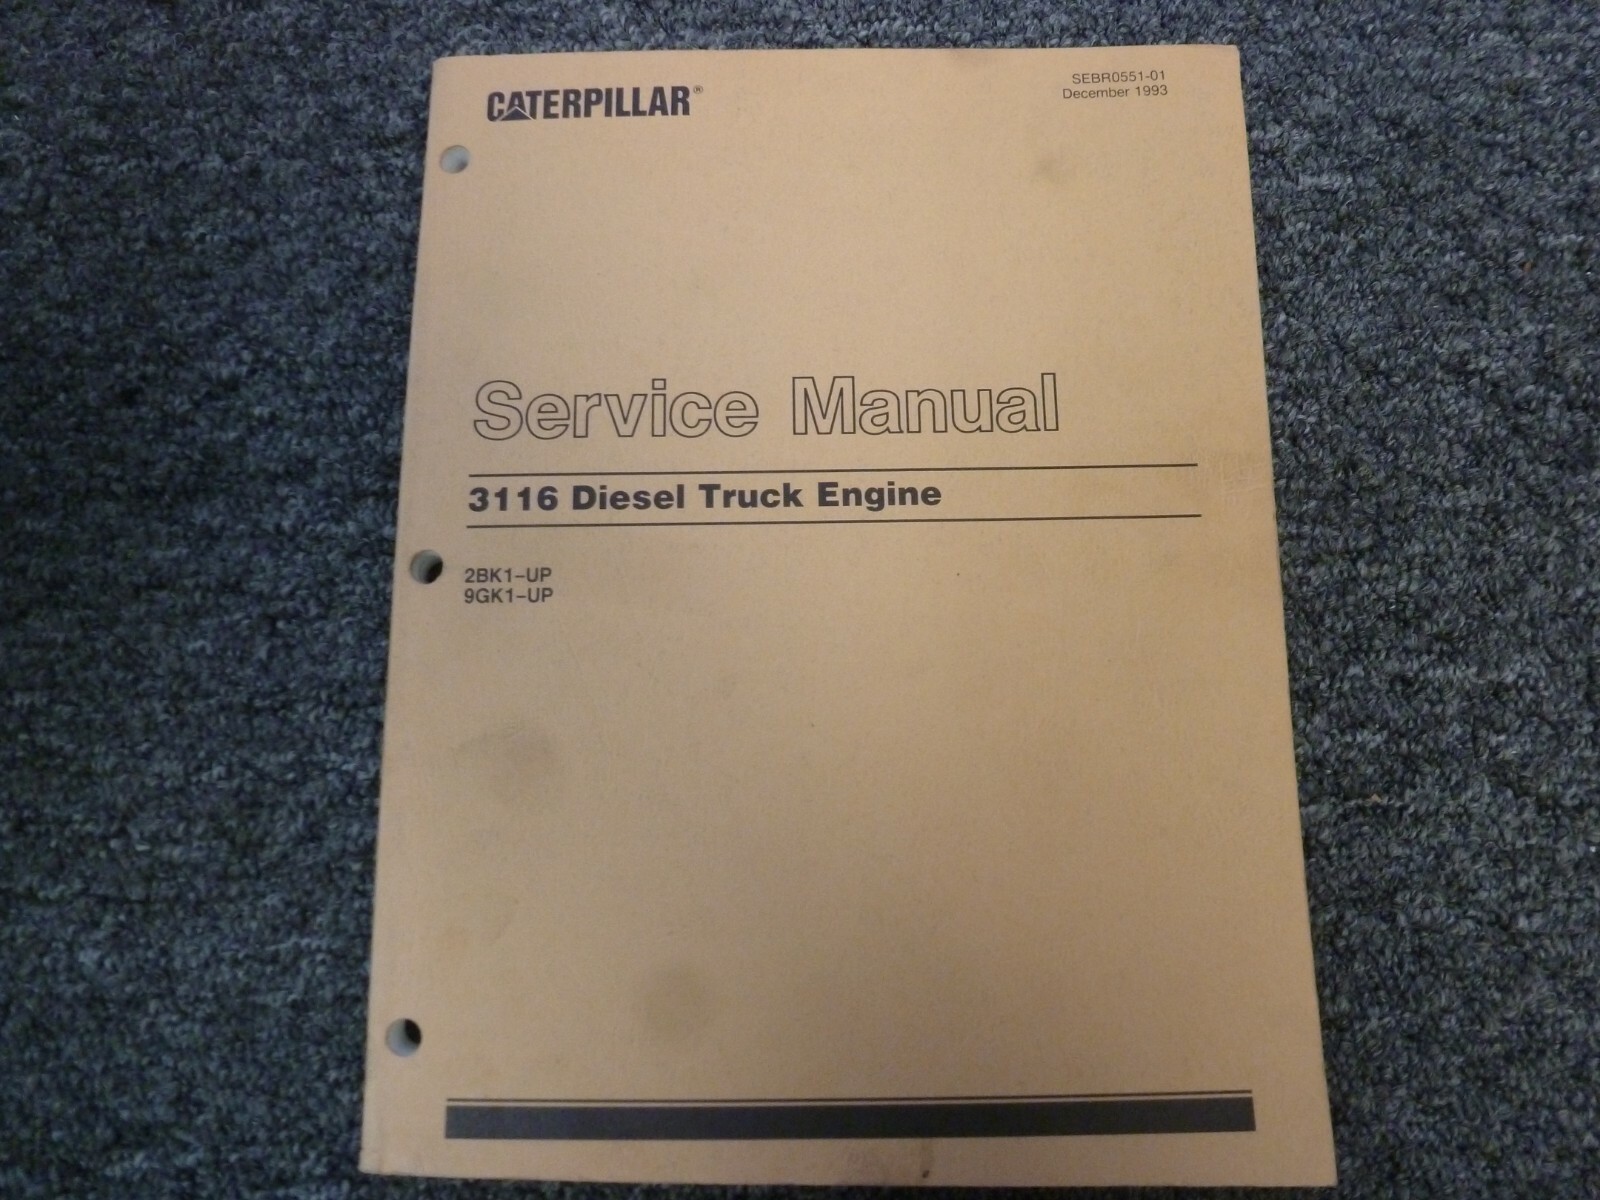 CATERPILLAR®
SEBR0551-01
December 1993
Service Manual
3116 Diesel Truck Engine
2BK1-UP
9GK1-UP